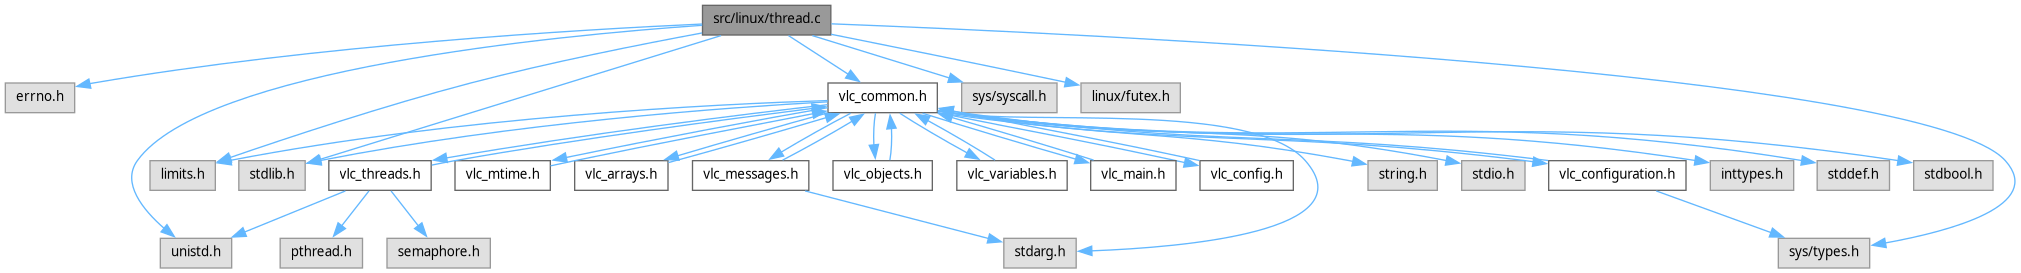 src/linux/thread.c
errno.h
vlc_common.h
sys/syscall.h
linux/futex.h
limits.h
stdlib.h
vlc_threads.h
vlc_mtime.h
vlc_arrays.h
vlc_messages.h
vlc_objects.h
vlc_variables.h
vlc_main.h
vlc_config.h
string.h
stdio.h
vlc_configuration.h
inttypes.h
stddef.h
stdbool.h
unistd.h
pthread.h
semaphore.h
stdarg.h
sys/types.h